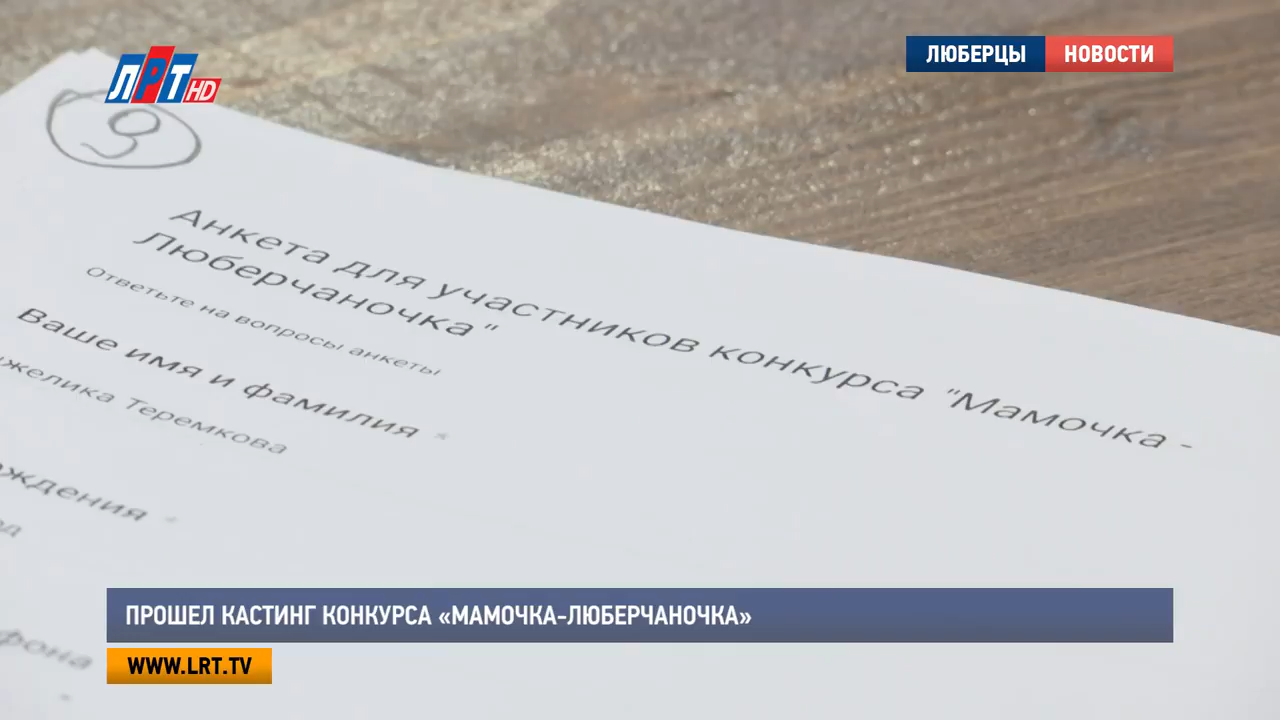 ЛРТ HD
ЛЮБЕРЦЫ НОВОСТИ
9
Анкета для участников конкурса "Мамочка -
Люберчаночка"
Ответьте на вопросы анкеты
Ваше имя и фамилия *
Теремкова
ПРОШЕЛ КАСТИНГ КОНКУРСА «МАМОЧКА-ЛЮБЕРЧАНОЧКА»
WWW.LRT.TV